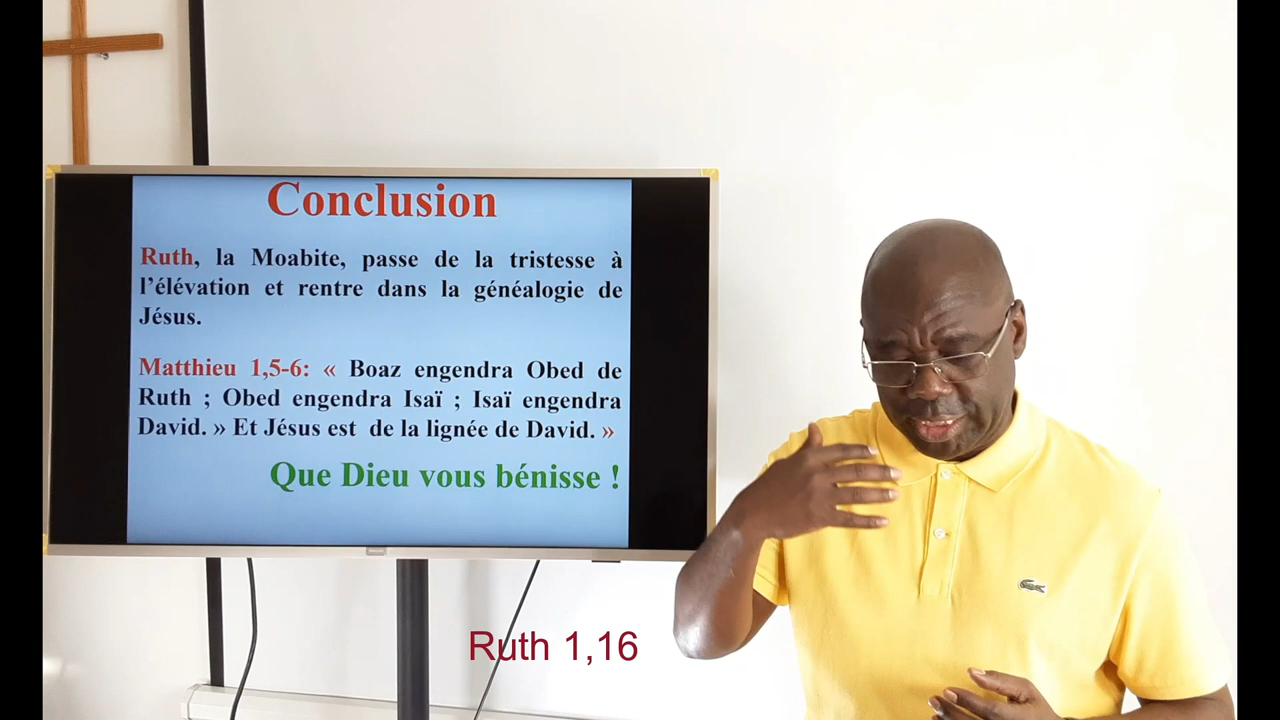 Conclusion
Ruth, la Moabite, passe de la tristesse à
l’élévation et rentre dans la généalogie de
Jésus.
Matthieu 1,5-6: « Boaz engendra Obed de
Ruth ; Obed engendra Isaï ; Isaï engendra
David. » Et Jésus est de la lignée de David. »
Que Dieu vous bénisse !
Ruth 1,16